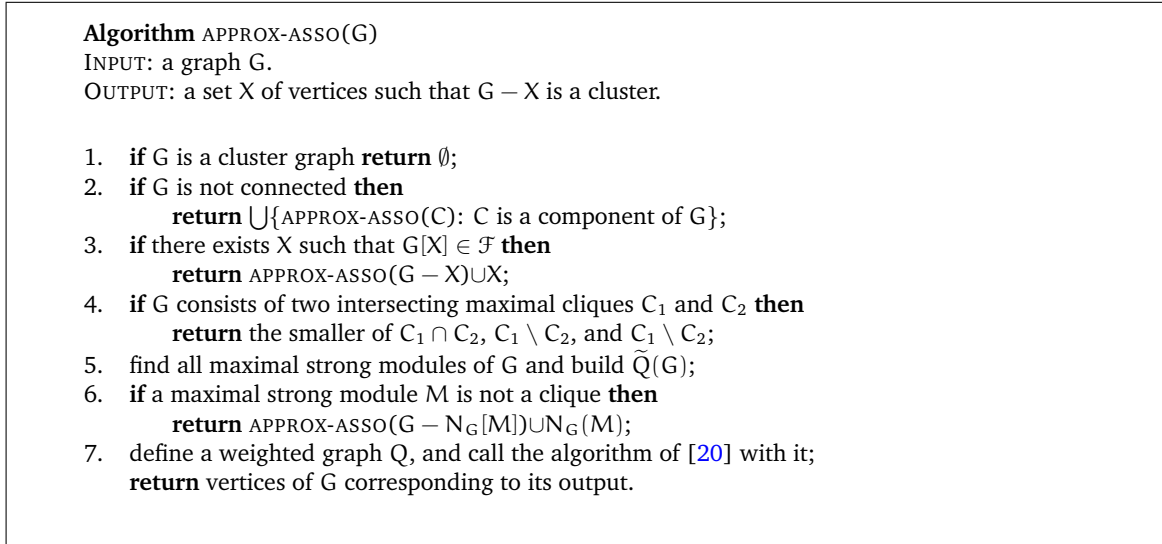 Algorithm APPROX-ASSO(G)
INPUT: a graph G.
OUTPUT: a set X of vertices such that G − X is a cluster.
1. if G is a cluster graph return ∅;
2. if G is not connected then
return ⋃{APPROX-ASSO(C): C is a component of G};
3. if there exists X such that G[X] ∈ ℱ then
return APPROX-ASSO(G − X)∪X;
4. if G consists of two intersecting maximal cliques C₁ and C₂ then
return the smaller of C₁ ∩ C₂, C₁ \ C₂, and C₁ \ C₂;
5. find all maximal strong modules of G and build Q̃(G);
6. if a maximal strong module M is not a clique then
return APPROX-ASSO(G − N_G[M])∪N_G(M);
7. define a weighted graph Q, and call the algorithm of [20] with it;
return vertices of G corresponding to its output.